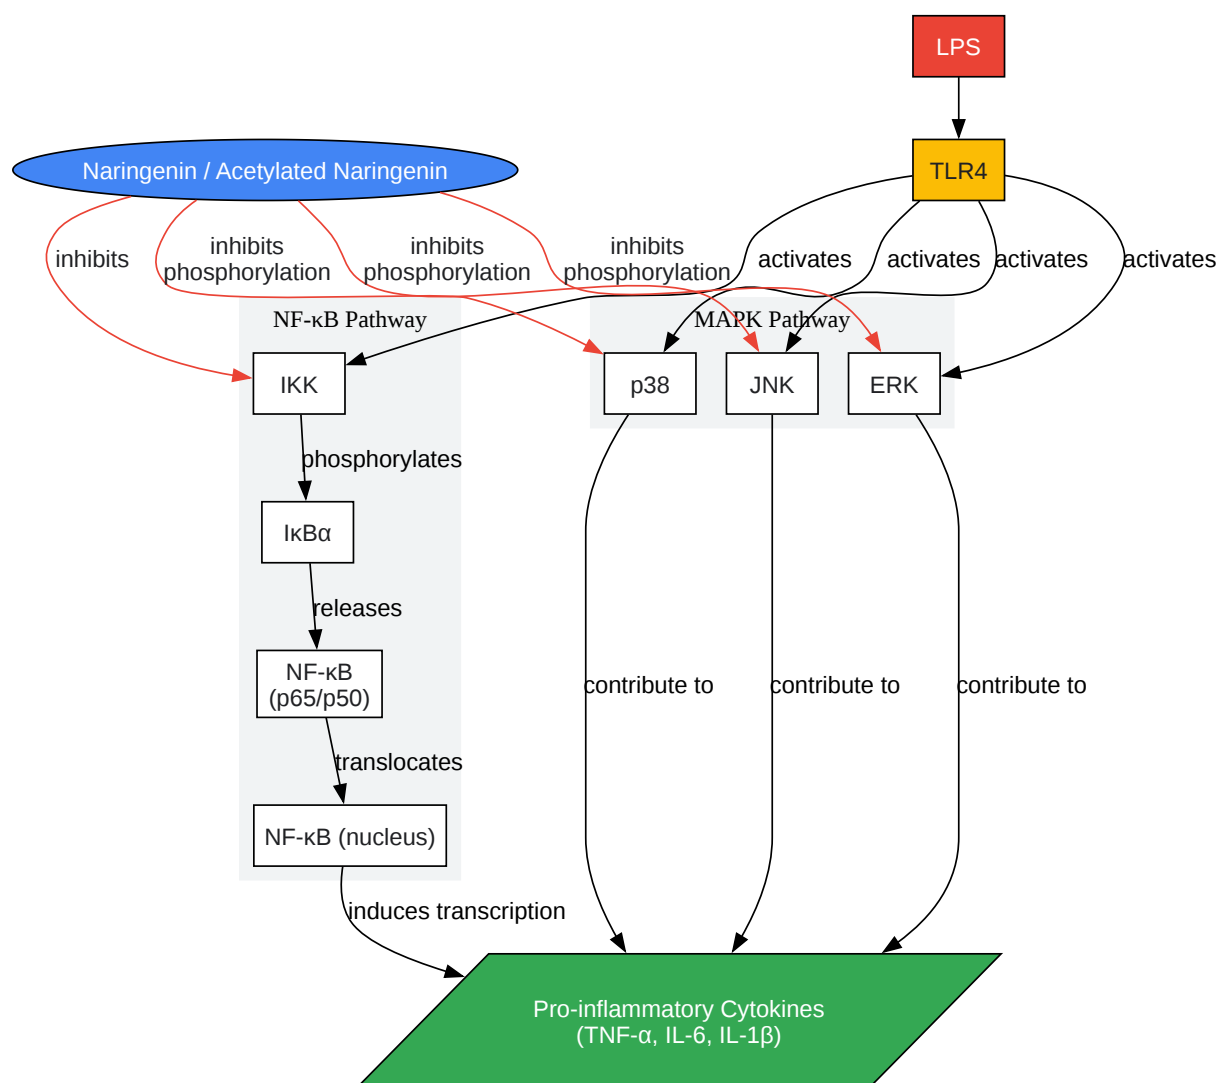 LPS
Naringenin / Acetylated Naringenin
TLR4
inhibits
inhibits
phosphorylation
inhibits
phosphorylation
inhibits
phosphorylation
activates
activates
activates
activates
NF-κB Pathway
MAPK Pathway
IKK
p38
JNK
ERK
phosphorylates
IκBα
releases
NF-κB
(p65/p50)
contribute to
contribute to
contribute to
translocates
NF-κB (nucleus)
induces transcription
Pro-inflammatory Cytokines
(TNF-α, IL-6, IL-1β)